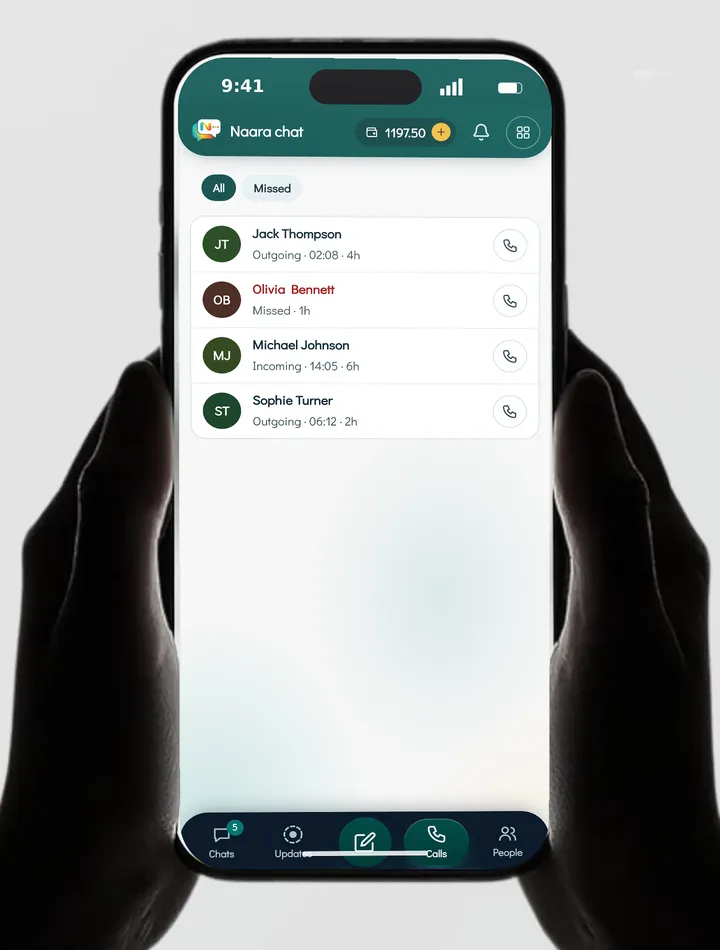 9:41
Naara chat
1197.50 +
All
Missed
JT
Jack Thompson
Outgoing · 02:08 · 4h
OB
Olivia Bennett
Missed · 1h
MJ
Michael Johnson
Incoming · 14:05 · 6h
ST
Sophie Turner
Outgoing · 06:12 · 2h
5
Chats
Updates
Calls
People